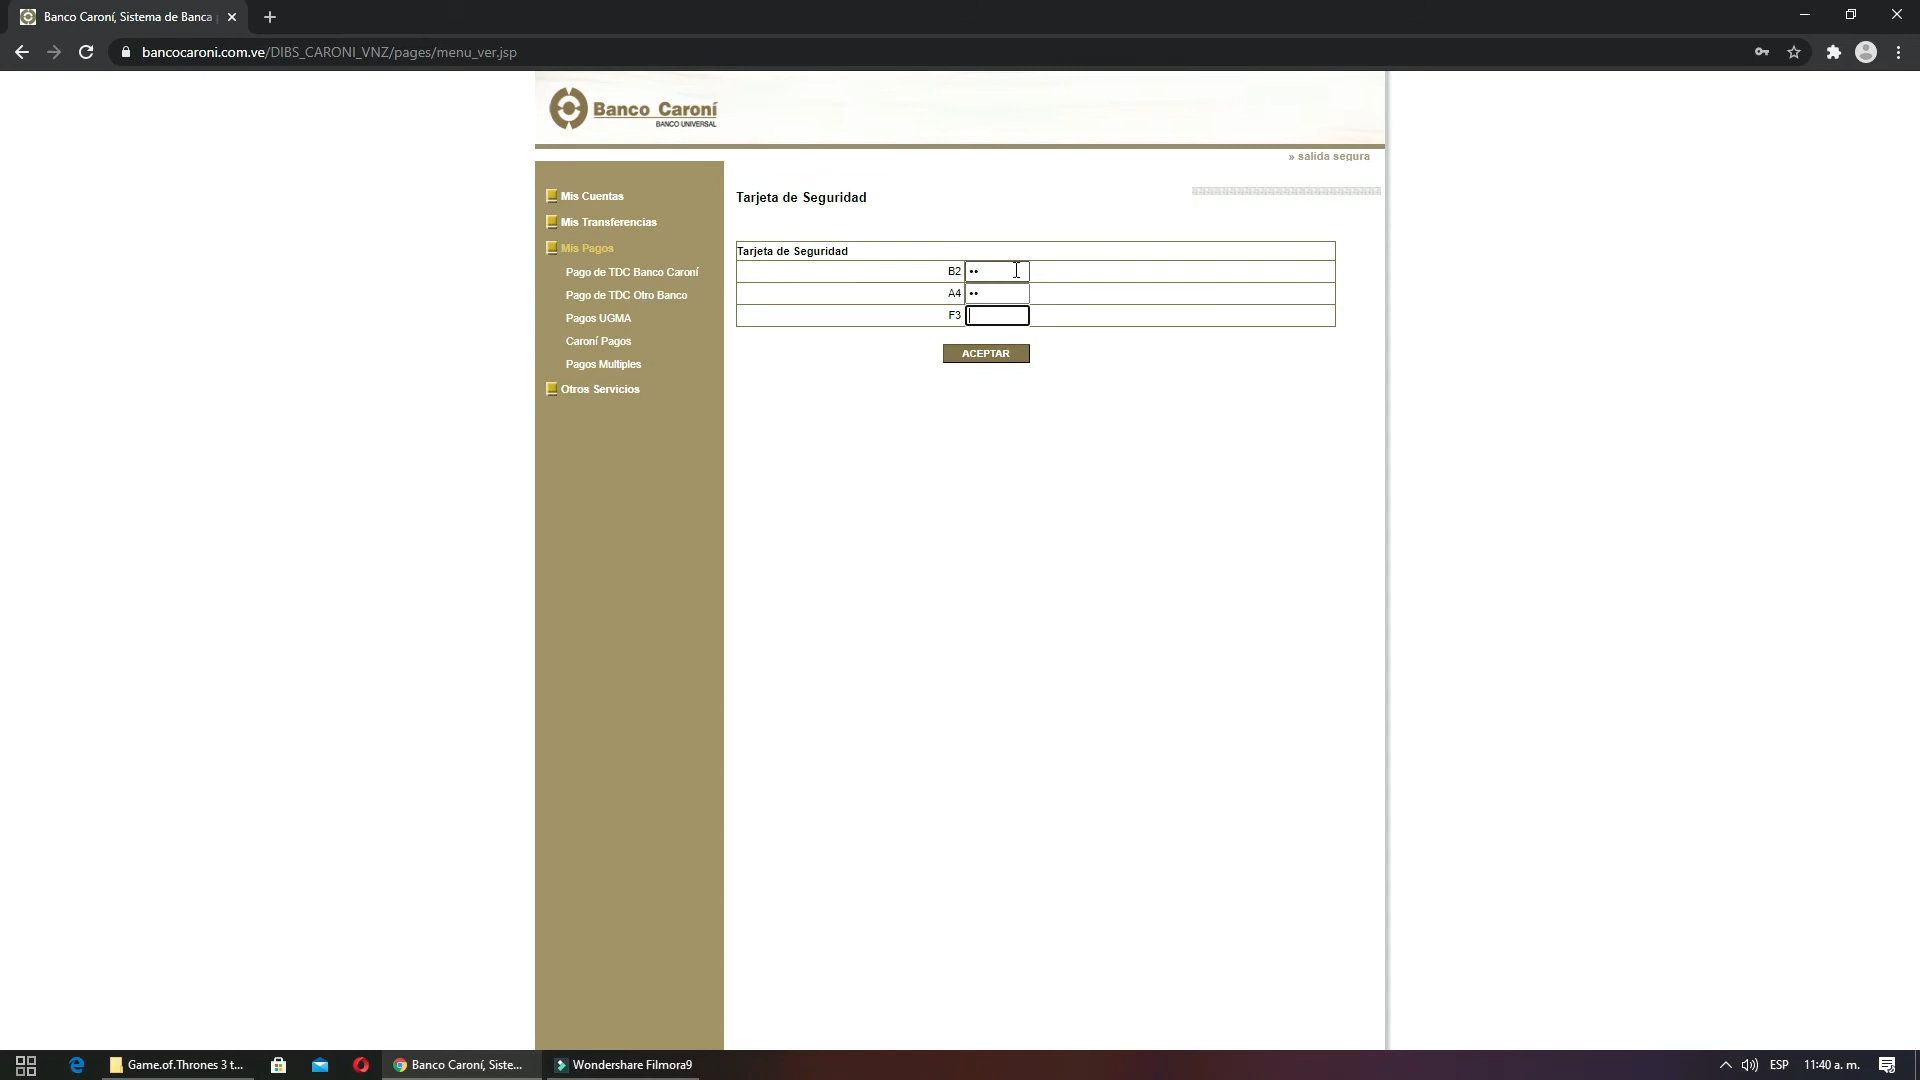 Banco Caroní, Sistema de Banca
bancocaroni.com.ve/DIBS_CARONI_VNZ/pages/menu_ver.jsp
Banco Caroní
BANCO UNIVERSAL
» salida segura
Mis Cuentas
Mis Transferencias
Mis Pagos
Pago de TDC Banco Caroní
Pago de TDC Otro Banco
Pagos UGMA
Caroní Pagos
Pagos Multiples
Otros Servicios
Tarjeta de Seguridad
Tarjeta de Seguridad
B2 ••
A4 ••
F3
ACEPTAR
Game.of.Thrones 3 t...
Banco Caroní, Siste...
Wondershare Filmora9
ESP
11:40 a. m.